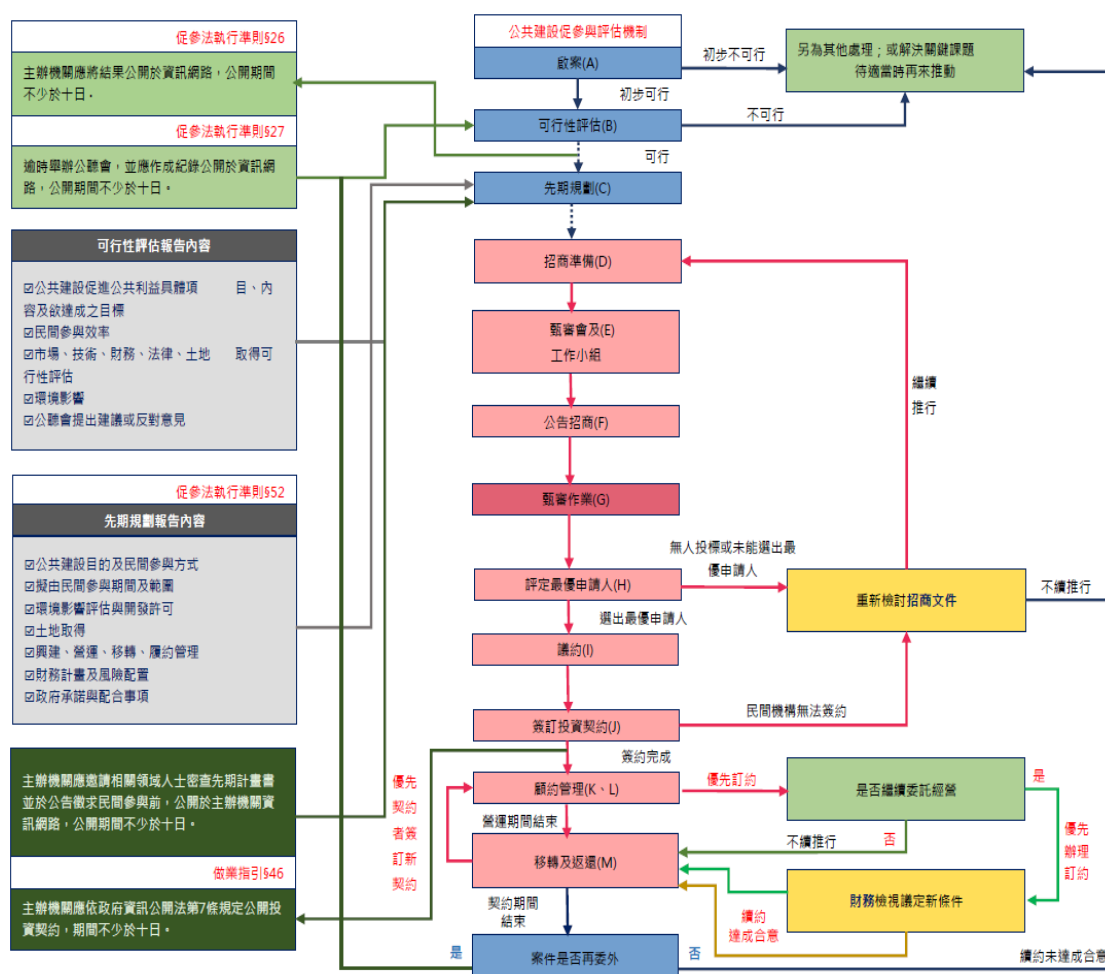 促參法執行準則§26
主辦機關應將結果公開於資訊網路，公開期間
不少於十日.
促參法執行準則§27
逾時舉辦公聽會，並應作成紀錄公開於資訊網
路，公開期間不少於十日。
可行性評估報告內容
☑公共建設促進公共利益具體項 目、內
容及欲達成之目標
☑民間參與效率
☑市場、技術、財務、法律、土地 取得可
行性評估
☑環境影響
☑公聽會提出建議或反對意見
促參法執行準則§52
先期規劃報告內容
☑公共建設目的及民間參與方式
☑擬由民間參與期間及範圍
☑環境影響評估與開發許可
☑土地取得
☑興建、營運、移轉、履約管理
☑財務計畫及風險配置
☑政府承諾與配合事項
主辦機關應邀請相關領域人士密查先期計畫書
並於公告徵求民間參與前，公開於主辦機關資
訊網路，公開期間不少於十日。
做業指引§46
主辦機關應依政府資訊公開法第7條規定公開投
資契約，期間不少於十日。
公共建設促參與評估機制
啟案(A)
初步不可行
另為其他處理；或解決關鍵課題
待適當時再來推動
初步可行
可行性評估(B)
不可行
可行
先期規劃(C)
招商準備(D)
甄審會及(E)
工作小組
繼續
推行
公告招商(F)
甄審作業(G)
無人投標或未能選出最
優申請人
評定最優申請人(H)
重新檢討招商文件
不續推行
選出最優申請人
議約(I)
簽訂投資契約(J)
民間機構無法簽約
簽約完成
優先
契約
者簽
訂新
契約
顧約管理(K、L)
優先訂約
是否繼續委託經營
是
營運期間結束
不續推行
否
優先
辦理
訂約
移轉及返還(M)
財務檢視議定新條件
契約期間
結束
續約
達成合意
是
案件是否再委外
否
續約未達成合意